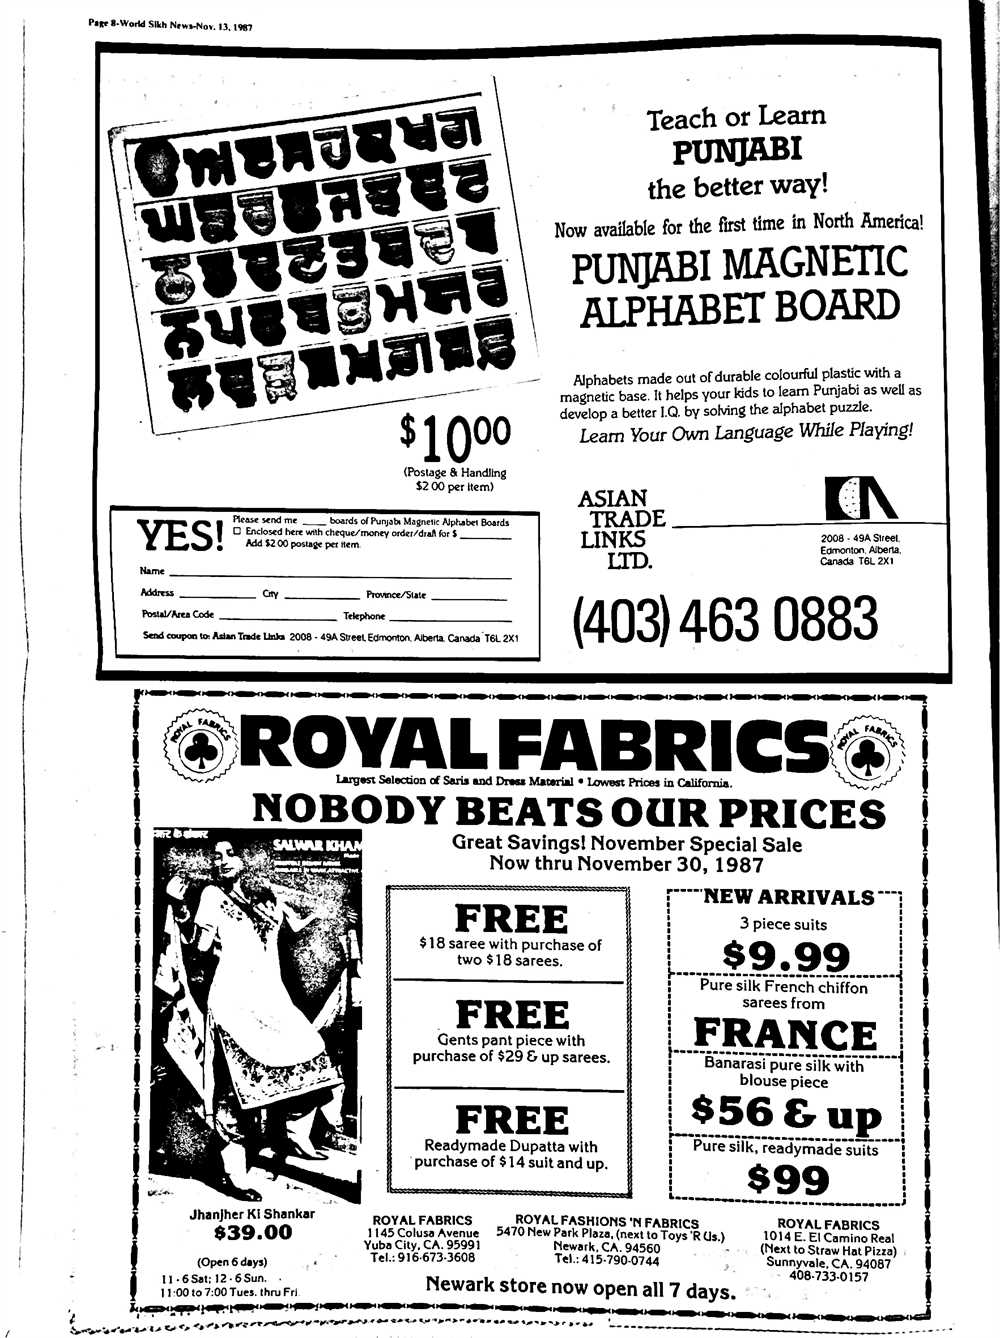 Page 8-World Sikh News-Nov. 13, 1987
ੳ ਅ ੲ ਸ ਹ ਕ ਖ ਗ
Teach or Learn
PUNJABI
the better way!
Now available for the first time in North America!
PUNJABI MAGNETIC
ALPHABET BOARD
Alphabets made out of durable colourful plastic with a
magnetic base. It helps your kids to learn Punjabi as well as
develop a better I.Q. by solving the alphabet puzzle.
Learn Your Own Language While Playing!
$10.00
(Postage & Handling
$2 00 per item)
YES!
Please send me ____ boards of Punjabi Magnetic Alphabet Boards
☐ Enclosed here with cheque/money order/draft for $ ________
Add $2 00 postage per item.
Name ________
Address ________ City ________ Province/State ________
Postal/Area Code ________ Telephone ________
Send coupon to: Asian Trade Links 2008 - 49A Street, Edmonton, Alberta, Canada T6L 2X1
ASIAN
TRADE
LINKS
LTD.
2008 - 49A Street,
Edmonton, Alberta,
Canada T6L 2X1
(403) 463 0883
ROYAL FABRICS
ROYAL FABRICS
ROYAL FABRICS
Largest Selection of Saris and Dress Material • Lowest Prices in California.
NOBODY BEATS OUR PRICES
Great Savings! November Special Sale
Now thru November 30, 1987
SALWAR KHAM
FREE
$18 saree with purchase of
two $18 sarees.
FREE
Gents pant piece with
purchase of $29 & up sarees.
FREE
Readymade Dupatta with
purchase of $14 suit and up.
NEW ARRIVALS
3 piece suits
$9.99
Pure silk French chiffon
sarees from
FRANCE
Banarasi pure silk with
blouse piece
$56 & up
Pure silk, readymade suits
$99
Jhanjher Ki Shankar
$39.00
(Open 6 days)
11 - 6 Sat; 12 - 6 Sun.
11:00 to 7:00 Tues. thru Fri.
ROYAL FABRICS
1145 Colusa Avenue
Yuba City, CA. 95991
Tel.: 916-673-3608
ROYAL FASHIONS 'N FABRICS
5470 New Park Plaza, (next to Toys 'R Us.)
Newark, CA. 94560
Tel.: 415-790-0744
ROYAL FABRICS
1014 E. El Camino Real
(Next to Straw Hat Pizza)
Sunnyvale, CA. 94087
408-733-0157
Newark store now open all 7 days.